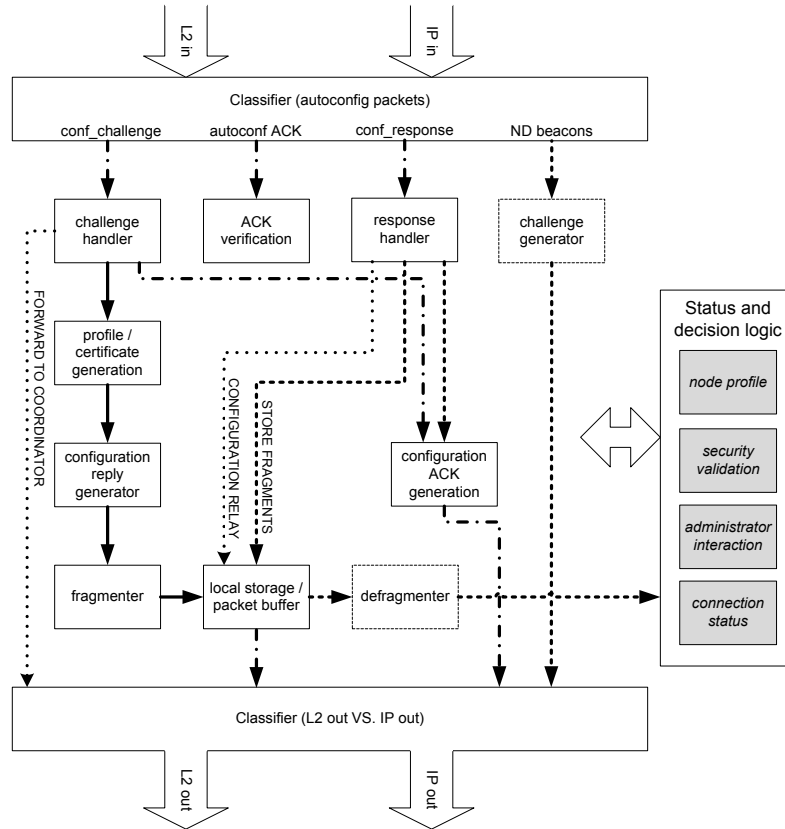 L2 in
IP in
Classifier (autoconfig packets)
conf_challenge
autoconf ACK
conf_response
ND beacons
challenge
handler
ACK
verification
response
handler
challenge
generator
FORWARD TO COORDINATOR
profile /
certificate
generation
CONFIGURATION RELAY
STORE FRAGMENTS
configuration
reply
generator
configuration
ACK
generation
fragmenter
local storage /
packet buffer
defragmenter
Status and
decision logic
node profile
security
validation
administrator
interaction
connection
status
Classifier (L2 out VS. IP out)
L2 out
IP out